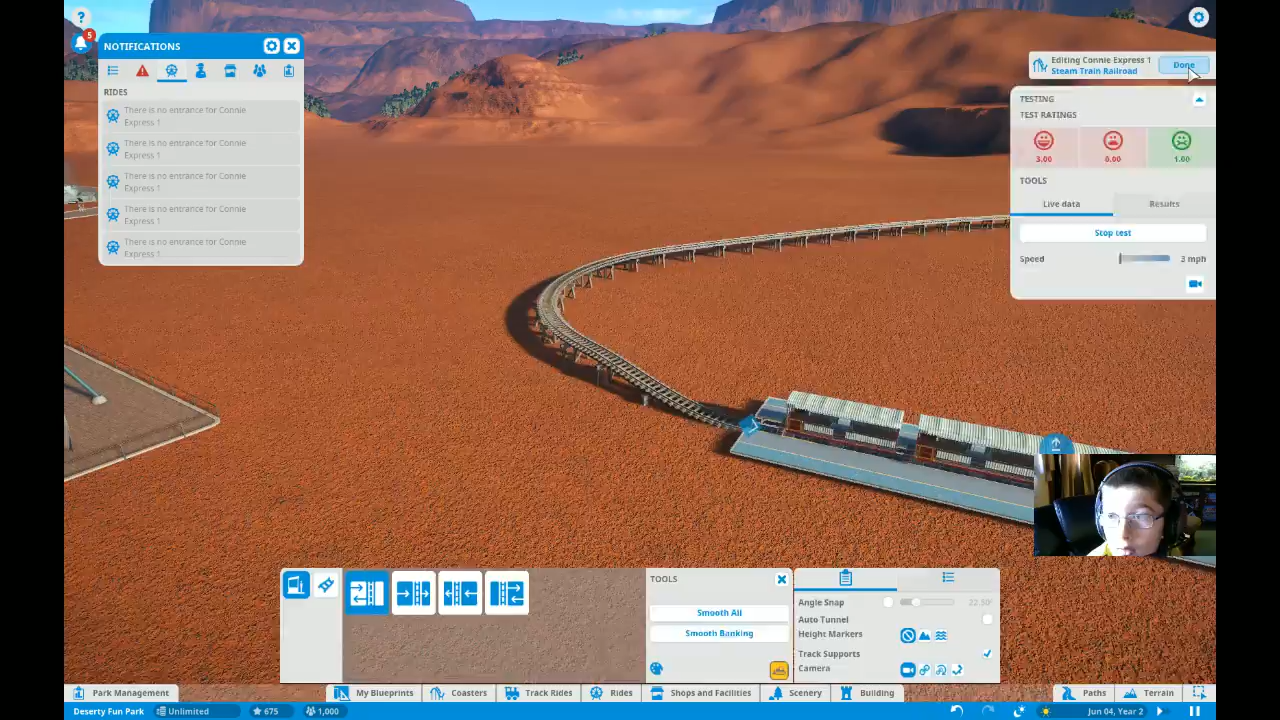 ?
5
NOTIFICATIONS
RIDES
There is no entrance for Connie
Express 1
There is no entrance for Connie
Express 1
There is no entrance for Connie
Express 1
There is no entrance for Connie
Express 1
There is no entrance for Connie
Express 1
Editing Connie Express 1
Steam Train Railroad
Done
TESTING
TEST RATINGS
3.00 0.00 1.00
TOOLS
Live data Results
Stop test
Speed 3 mph
TOOLS
Smooth All
Smooth Banking
Angle Snap 22.50°
Auto Tunnel
Height Markers
Track Supports
Camera
Park Management My Blueprints Coasters Track Rides Rides Shops and Facilities Scenery Building Paths Terrain
Deserty Fun Park Unlimited 675 1,000 Jun 04, Year 2